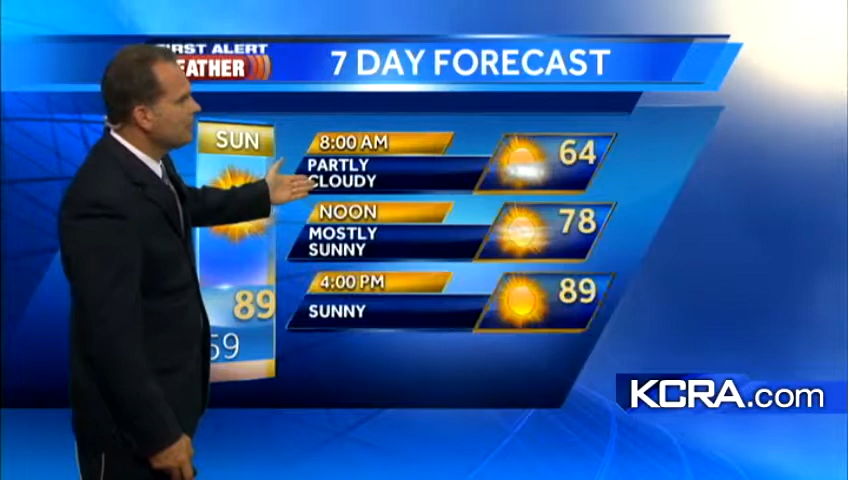 FIRST ALERT
WEATHER
7 DAY FORECAST
SUN
89
59
8:00 AM
PARTLY
CLOUDY
64
NOON
MOSTLY
SUNNY
78
4:00 PM
SUNNY
89
KCRA.com